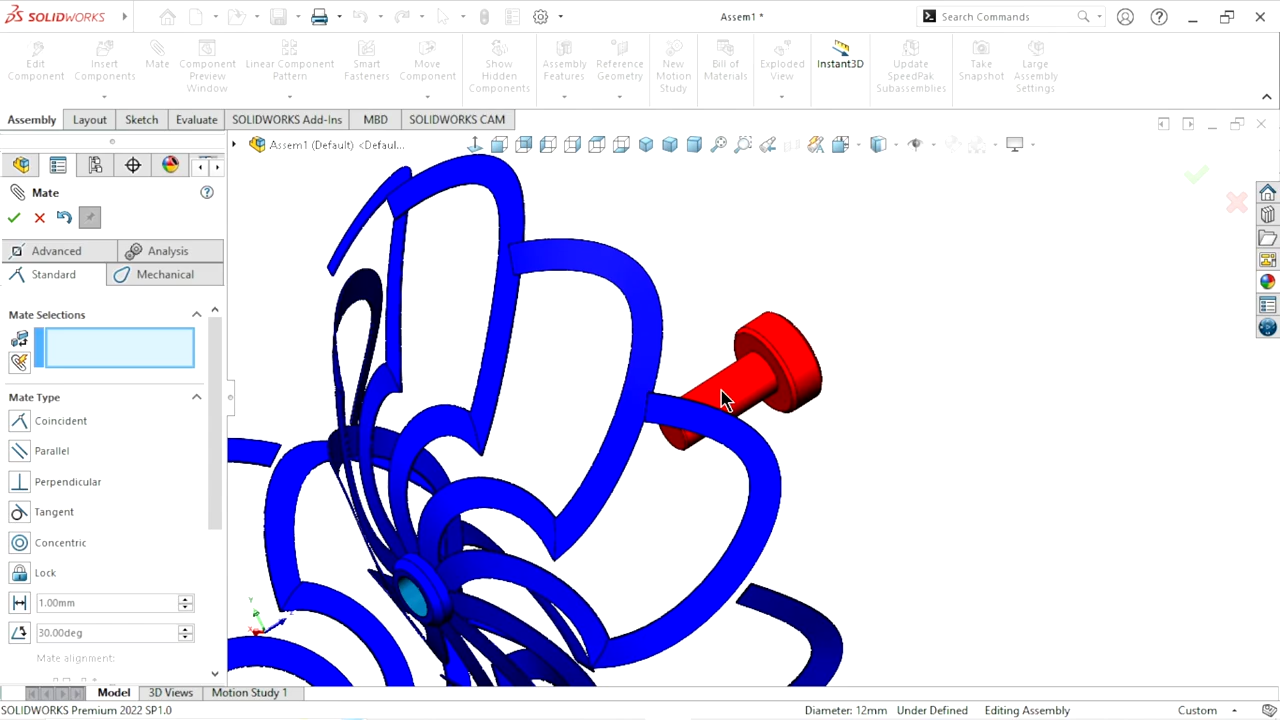 SOLIDWORKS
Assem1 *
Search Commands
Edit Component
Insert Components
Mate
Component Preview Window
Linear Component Pattern
Smart Fasteners
Move Component
Show Hidden Components
Assembly Features
Reference Geometry
New Motion Study
Bill of Materials
Exploded View
Instant3D
Update SpeedPak Subassemblies
Take Snapshot
Large Assembly Settings
Assembly
Layout
Sketch
Evaluate
SOLIDWORKS Add-Ins
MBD
SOLIDWORKS CAM
Assem1 (Default) <Defaul...
Mate
Advanced
Analysis
Standard
Mechanical
Mate Selections
Mate Type
Coincident
Parallel
Perpendicular
Tangent
Concentric
Lock
1.00mm
30.00deg
Mate alignment:
Model
3D Views
Motion Study 1
SOLIDWORKS Premium 2022 SP1.0
Diameter: 12mm
Under Defined
Editing Assembly
Custom